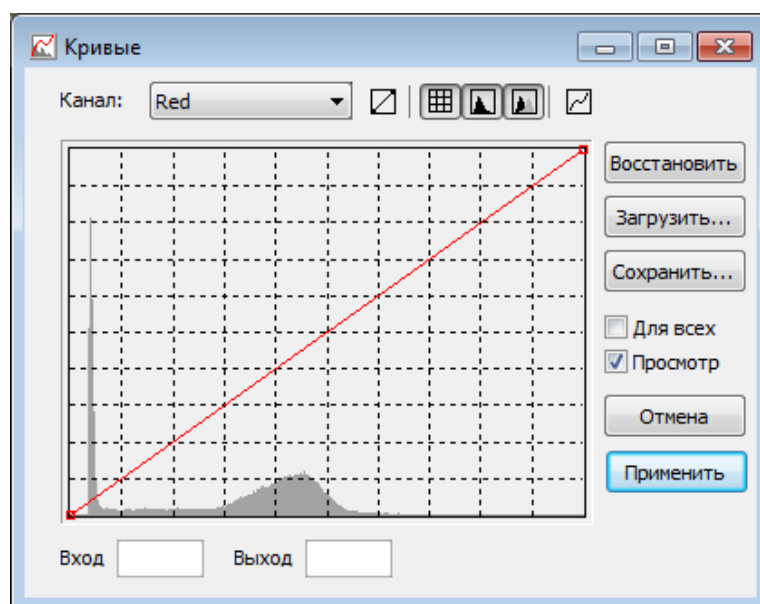 Кривые
Канал: Red
Восстановить
Загрузить...
Сохранить...
Для всех
Просмотр
Отмена
Применить
Вход Выход